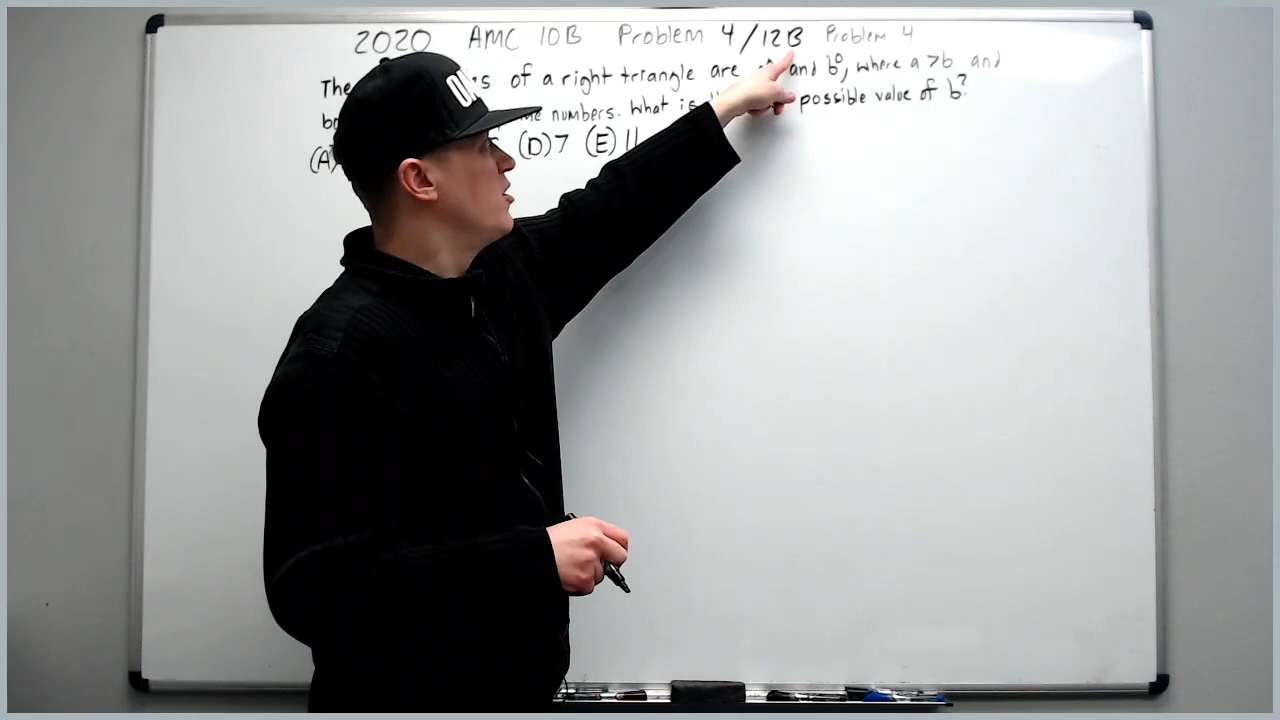 2020 AMC 10B Problem 4/12B Problem 4
The of a right triangle are and b°, where a>b and
numbers. What is possible value of b?
(A) (D)7 (E)11